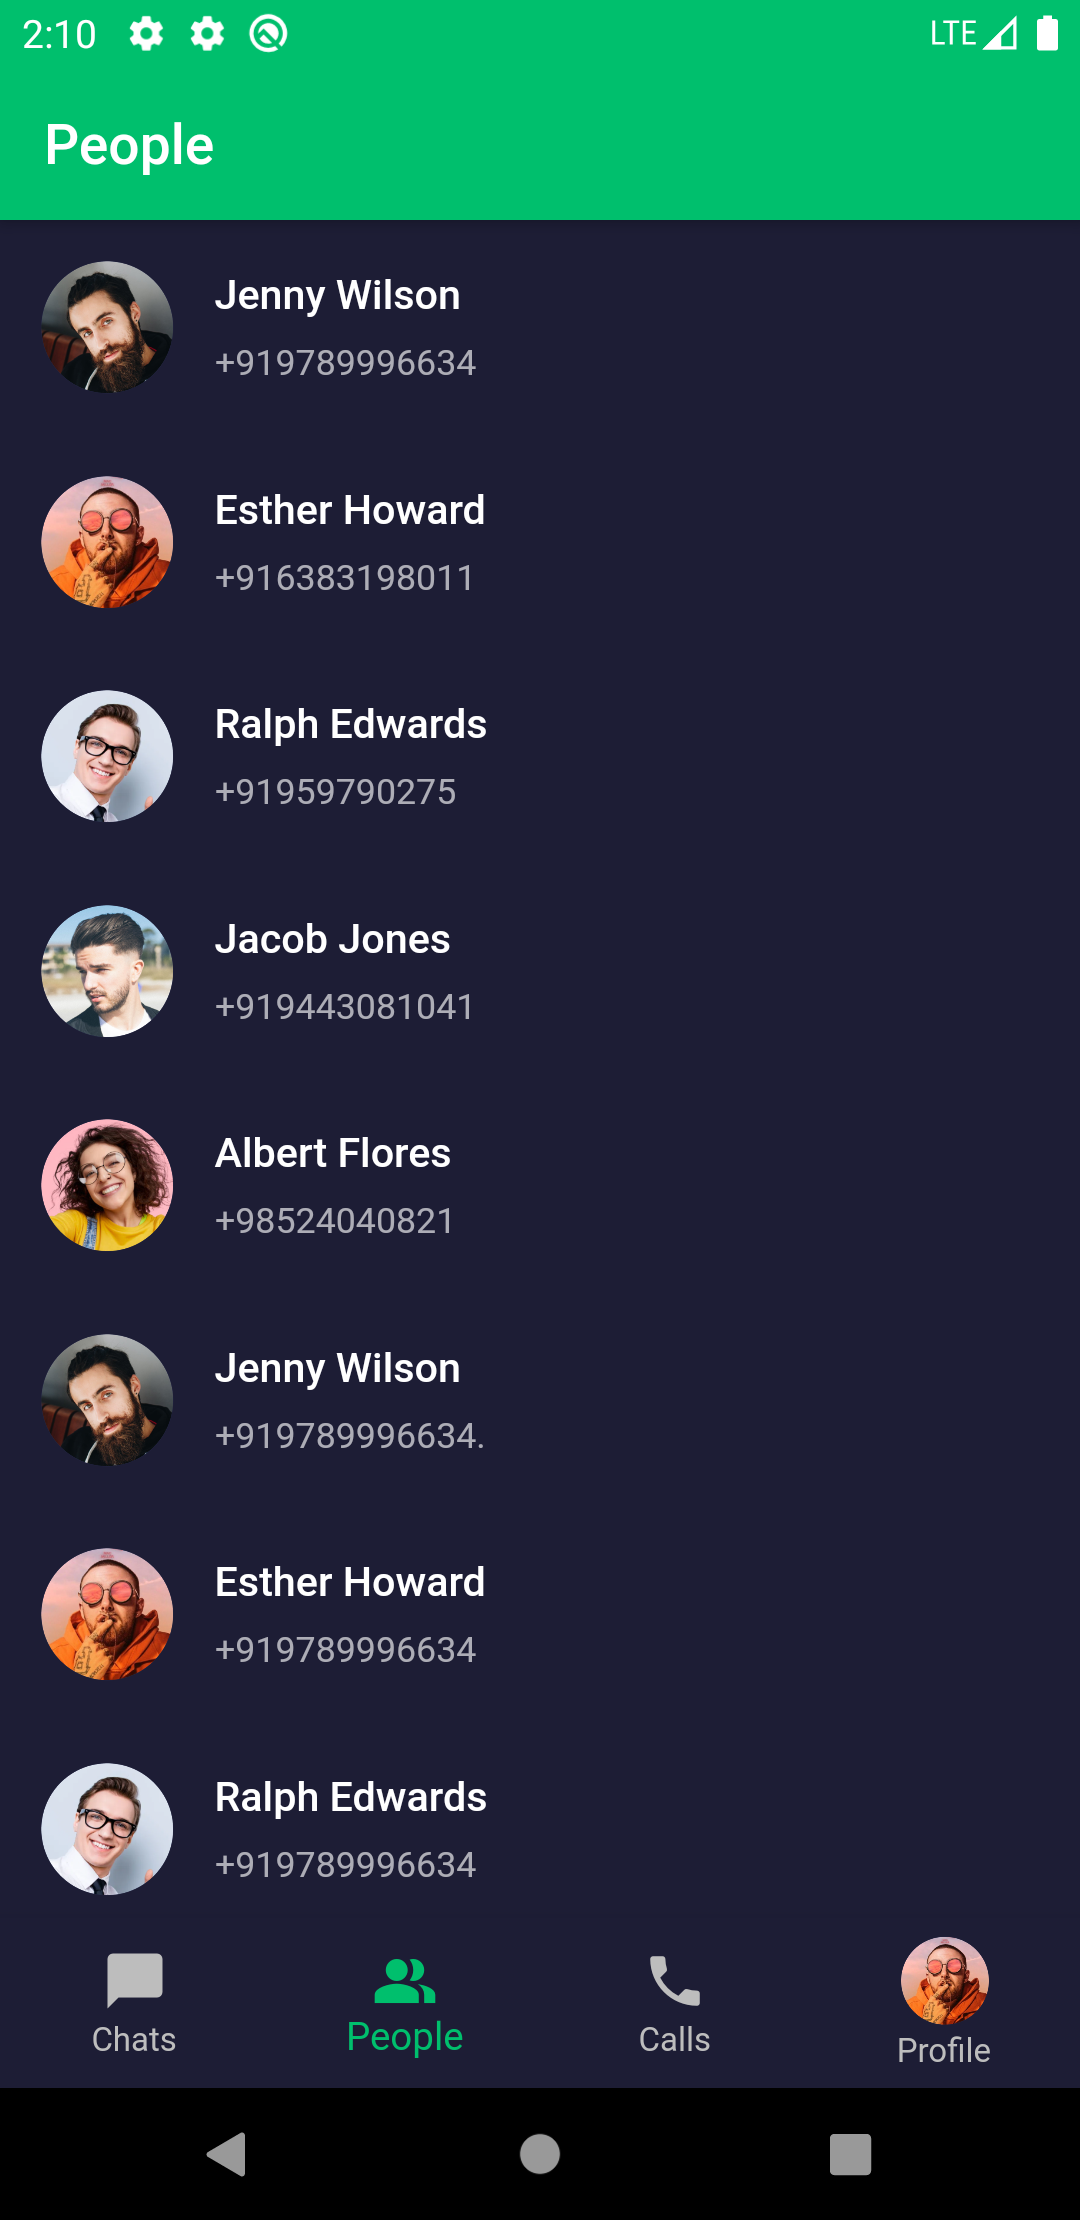 2:10 LTE
People
Jenny Wilson
+919789996634
Esther Howard
+916383198011
Ralph Edwards
+91959790275
Jacob Jones
+919443081041
Albert Flores
+98524040821
Jenny Wilson
+919789996634.
Esther Howard
+919789996634
Ralph Edwards
+919789996634
Chats People Calls Profile